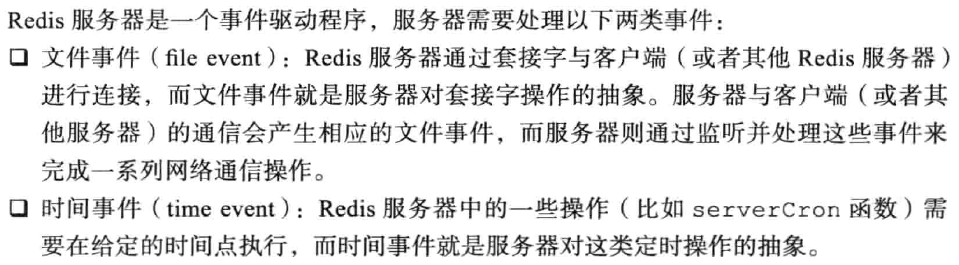 Redis 服务器是一个事件驱动程序，服务器需要处理以下两类事件：
❑ 文件事件（file event）：Redis 服务器通过套接字与客户端（或者其他 Redis 服务器）
进行连接，而文件事件就是服务器对套接字操作的抽象。服务器与客户端（或者其
他服务器）的通信会产生相应的文件事件，而服务器则通过监听并处理这些事件来
完成一系列网络通信操作。
❑ 时间事件（time event）：Redis 服务器中的一些操作（比如 serverCron 函数）需
要在给定的时间点执行，而时间事件就是服务器对这类定时操作的抽象。